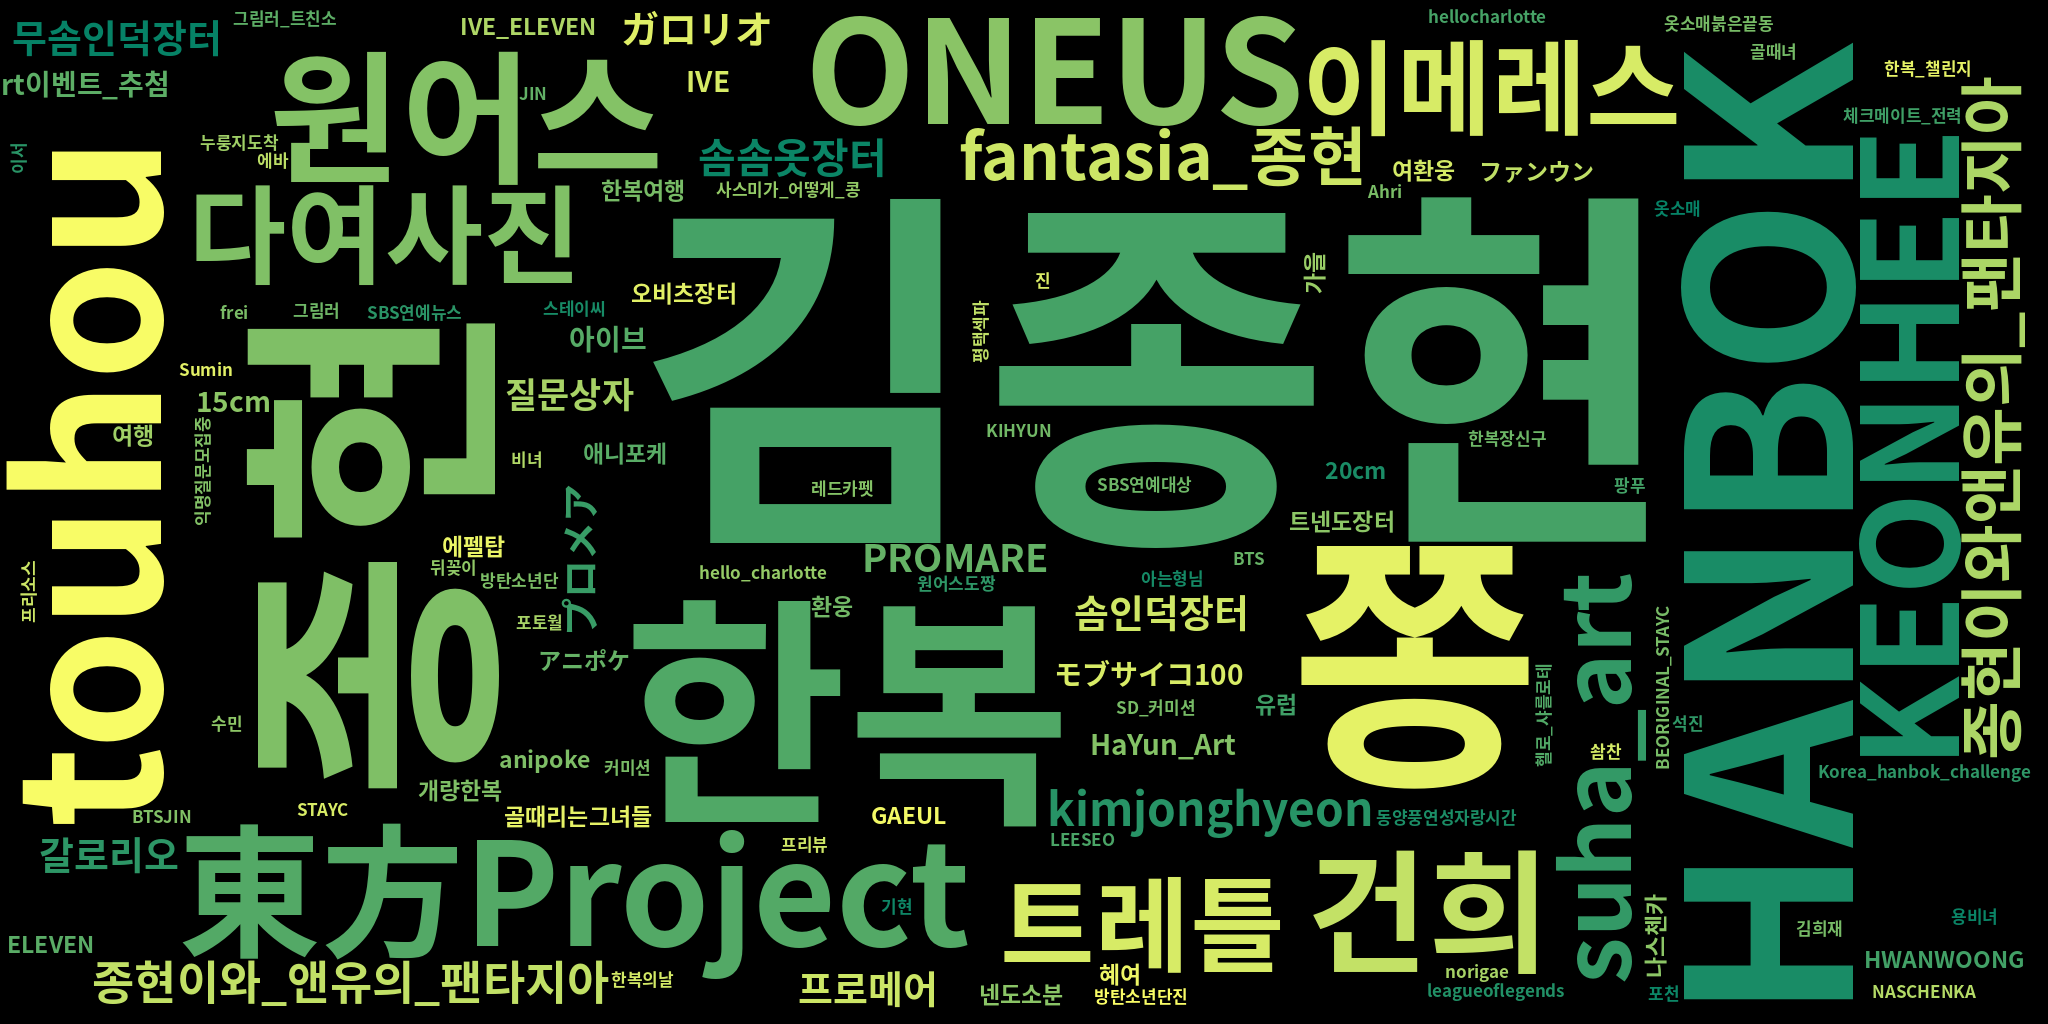 무솜인덕장터
그림러_트친소
IVE_ELEVEN
ガロリオ
ONEUS
hellocharlotte
옷소매붉은끝동
골때녀
한복_챌린지
rt이벤트_추첨
원어스
JIN
IVE
이메레스
체크메이트_전력
이서
누룽지도착
에바
솜솜옷장터
fantasia_종현
여환웅
ファンウン
Ahri
한복여행
사스미가_어떻게_콩
옷소매
다여사진
touhou
김종현
HANBOK
KEONHEE
종현이와앤유의_팬타지아
오비츠장터
진
가을
frei
그림러
SBS연예뉴스
스테이씨
아이브
평택섹파
Sumin
15cm
질문상자
종현
여행
익명질문모집중
비녀
애니포케
KIHYUN
한복장신구
레드카펫
SBS연예대상
20cm
팡푸
트넨도장터
에펠탑
뒤꽂이
방탄소년단
プロメア
PROMARE
BTS
hello_charlotte
원어스도짱
아는형님
쫑
suha_art
프리소스
포토월
환웅
솜인덕장터
한복
アニポケ
モブサイコ100
SD_커미션
유럽
헬로_샤를로테
BEORIGINAL_STAYC
석진
수민
HaYun_Art
anipoke
커미션
쇰찬
Korea_hanbok_challenge
개량한복
BTSJIN
STAYC
골때리는그녀들
GAEUL
kimjonghyeon
동양풍연성자랑시간
LEESEO
갈로리오
東方Project
프리뷰
트레틀
건희
기현
나스첸카
김희재
용비녀
ELEVEN
종현이와_앤유의_팬타지아
한복의날
프로메어
넨도소분
혜여
방탄소년단진
norigae
leagueoflegends
포천
HWANWOONG
NASCHENKA